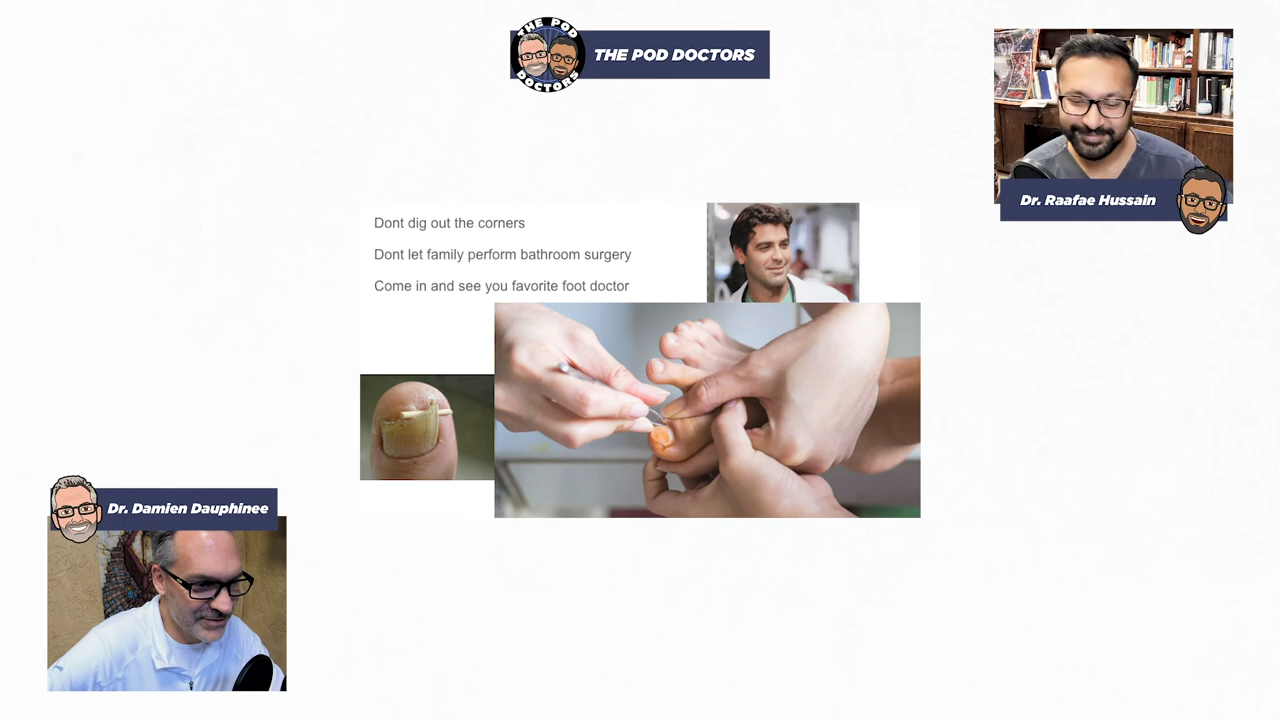 THE POD
DOCTORS
THE POD DOCTORS
Dr. Raafae Hussain
Dont dig out the corners
Dont let family perform bathroom surgery
Come in and see you favorite foot doctor
Dr. Damien Dauphinee